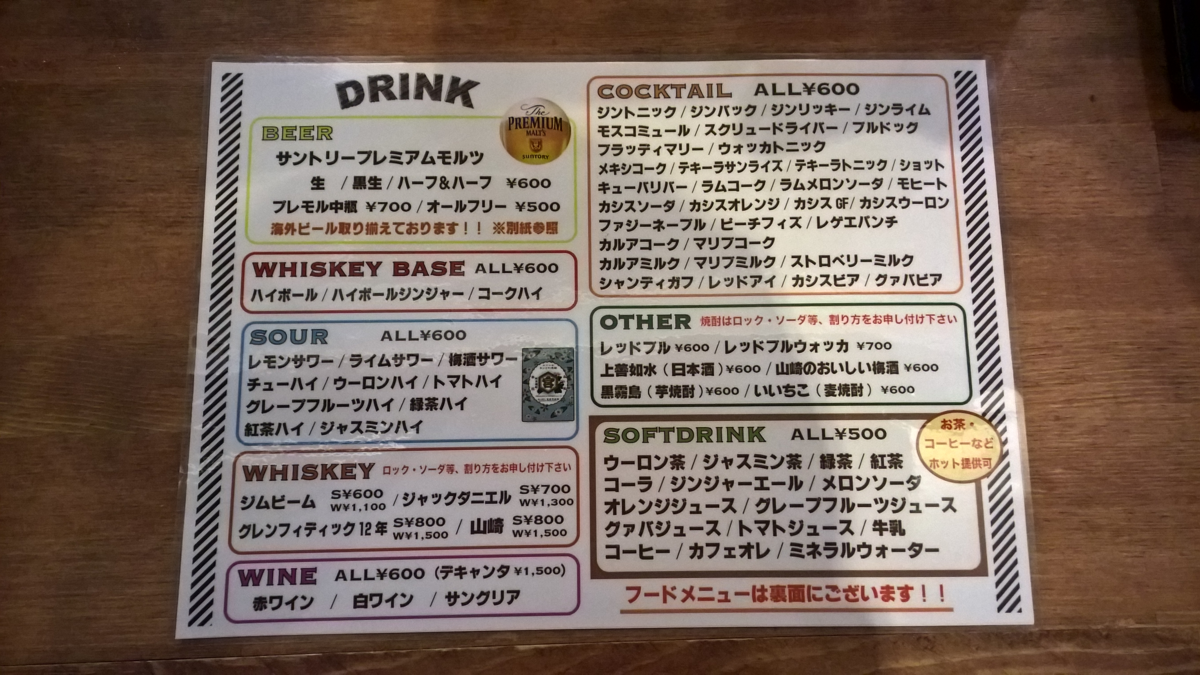 DRINK
BEER
The PREMIUM MALT'S
SUNTORY
サントリープレミアムモルツ
生 / 黒生 / ハーフ&ハーフ ¥600
プレモル中瓶 ¥700 / オールフリー ¥500
海外ビール取り揃えております!! ※別紙参照
WHISKEY BASE ALL¥600
ハイボール / ハイボールジンジャー / コークハイ
SOUR ALL¥600
レモンサワー / ライムサワー / 梅酒サワー
チューハイ / ウーロンハイ / トマトハイ
グレープフルーツハイ / 緑茶ハイ
紅茶ハイ / ジャスミンハイ
WHISKEY ロック・ソーダ等、割り方をお申し付け下さい
ジムビーム S¥600 W¥1,100 / ジャックダニエル S¥700 W¥1,300
グレンフィディック12年 S¥800 W¥1,500 / 山崎 S¥800 W¥1,500
WINE ALL¥600 (デキャンタ ¥1,500)
赤ワイン / 白ワイン / サングリア
COCKTAIL ALL¥600
ジントニック / ジンバック / ジンリッキー / ジンライム
モスコミュール / スクリュードライバー / ブルドッグ
ブラッディマリー / ウォッカトニック
メキシコーク / テキーラサンライズ / テキーラトニック / ショット
キューバリバー / ラムコーク / ラムメロンソーダ / モヒート
カシスソーダ / カシスオレンジ / カシスGF / カシスウーロン
ファジーネーブル / ピーチフィズ / レゲエパンチ
カルアコーク / マリブコーク
カルアミルク / マリブミルク / ストロベリーミルク
シャンティガフ / レッドアイ / カシスビア / グァバビア
OTHER 焼酎はロック・ソーダ等、割り方をお申し付け下さい
レッドブル ¥600 / レッドブルウォッカ ¥700
上善如水(日本酒)¥600 / 山崎のおいしい梅酒 ¥600
黒霧島(芋焼酎)¥600 / いいちこ(麦焼酎) ¥600
SOFTDRINK ALL¥500
お茶・
コーヒーなど
ホット提供可
ウーロン茶 / ジャスミン茶 / 緑茶 / 紅茶
コーラ / ジンジャーエール / メロンソーダ
オレンジジュース / グレープフルーツジュース
グァバジュース / トマトジュース / 牛乳
コーヒー / カフェオレ / ミネラルウォーター
フードメニューは裏面にございます!!